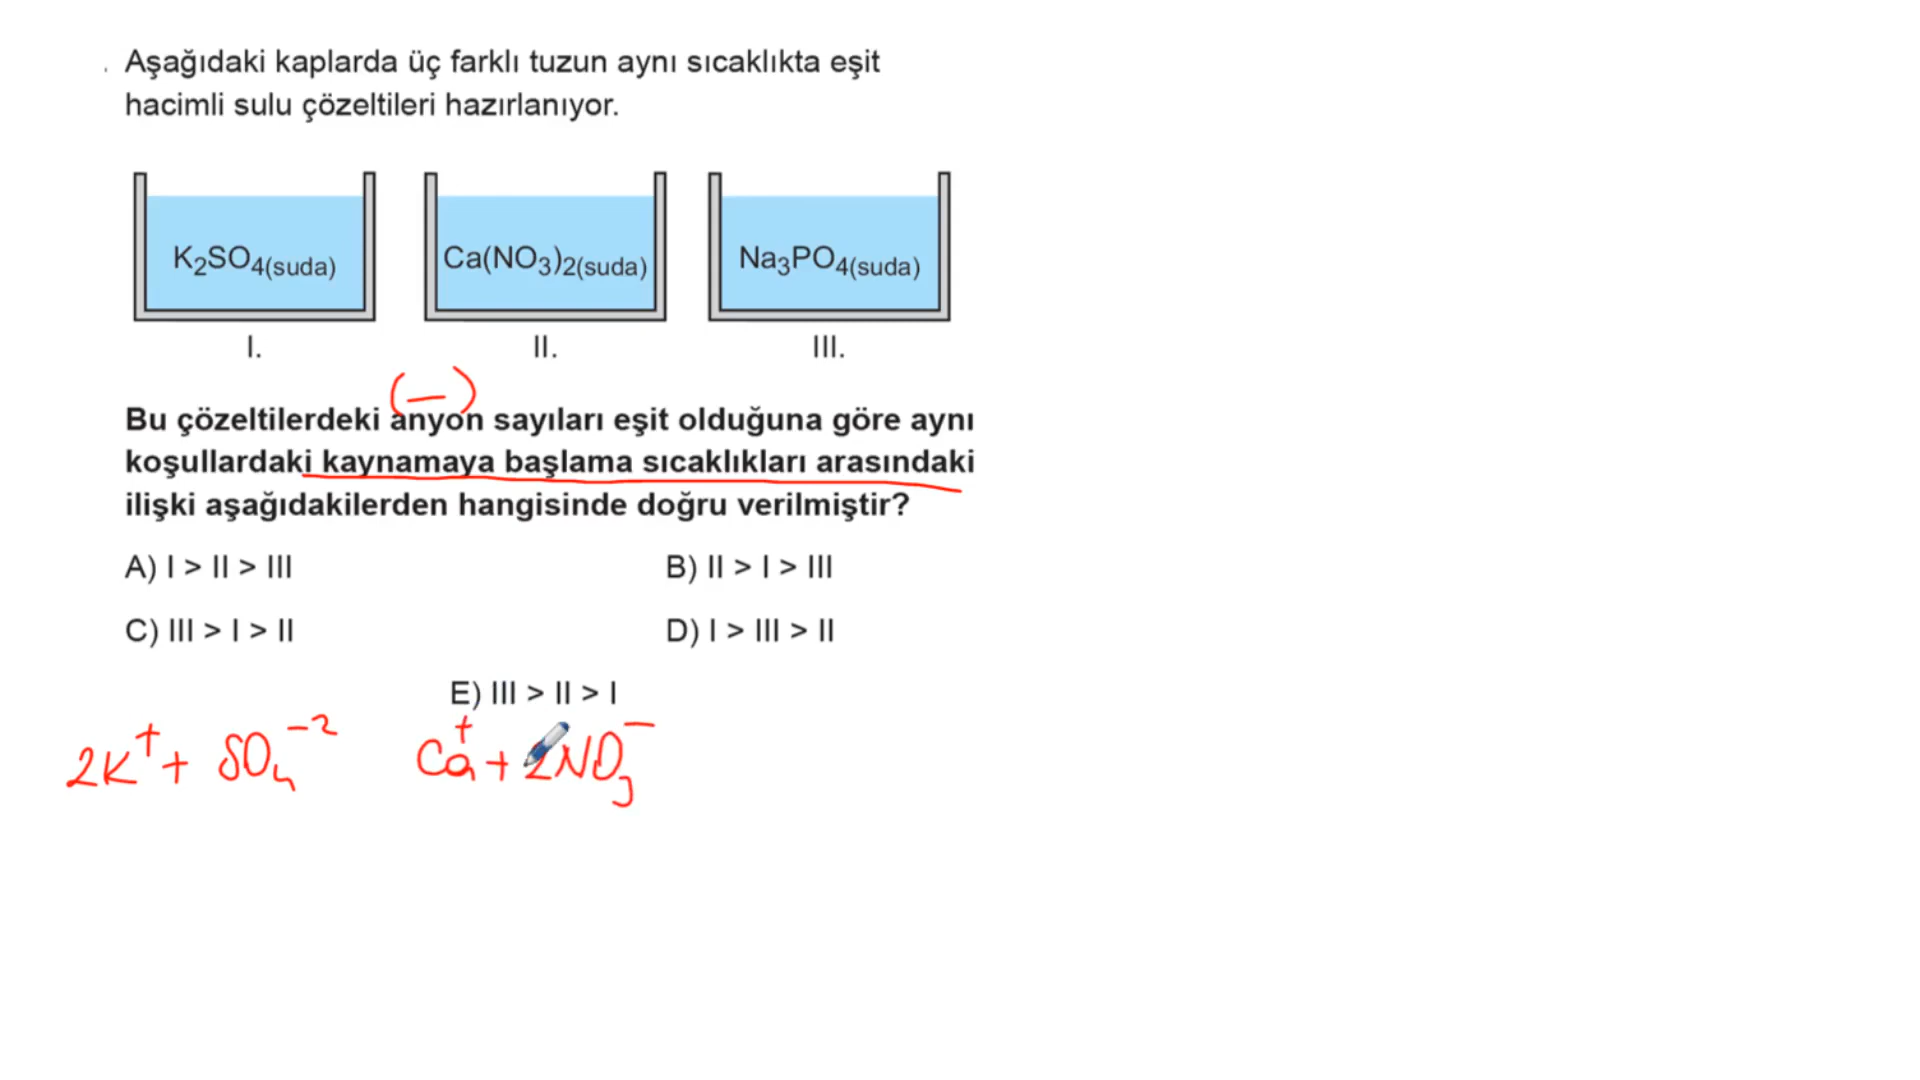 Aşağıdaki kaplarda üç farklı tuzun aynı sıcaklıkta eşit
hacimli sulu çözeltileri hazırlanıyor.
K₂SO₄(suda) Ca(NO₃)₂(suda) Na₃PO₄(suda)
I. II. III.
(−)
Bu çözeltilerdeki anyon sayıları eşit olduğuna göre aynı
koşullardaki kaynamaya başlama sıcaklıkları arasındaki
ilişki aşağıdakilerden hangisinde doğru verilmiştir?
A) I > II > III B) II > I > III
C) III > I > II D) I > III > II
E) III > II > I
2K⁺ + SO₄⁻² Ca⁺ + 2NO₃⁻